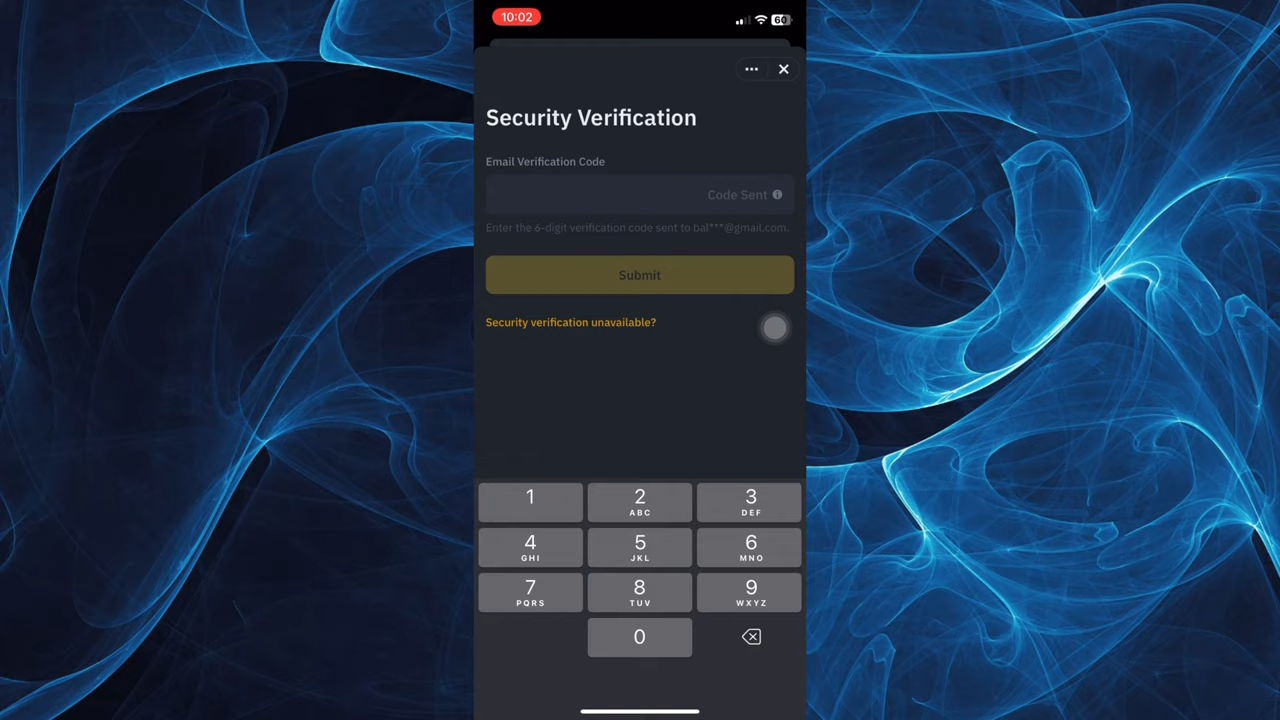 10:02
60
Security Verification
Email Verification Code
Code Sent
Enter the 6-digit verification code sent to bal***@gmail.com.
Submit
Security verification unavailable?
1 2 3
ABC DEF
4 5 6
GHI JKL MNO
7 8 9
PQRS TUV WXYZ
0